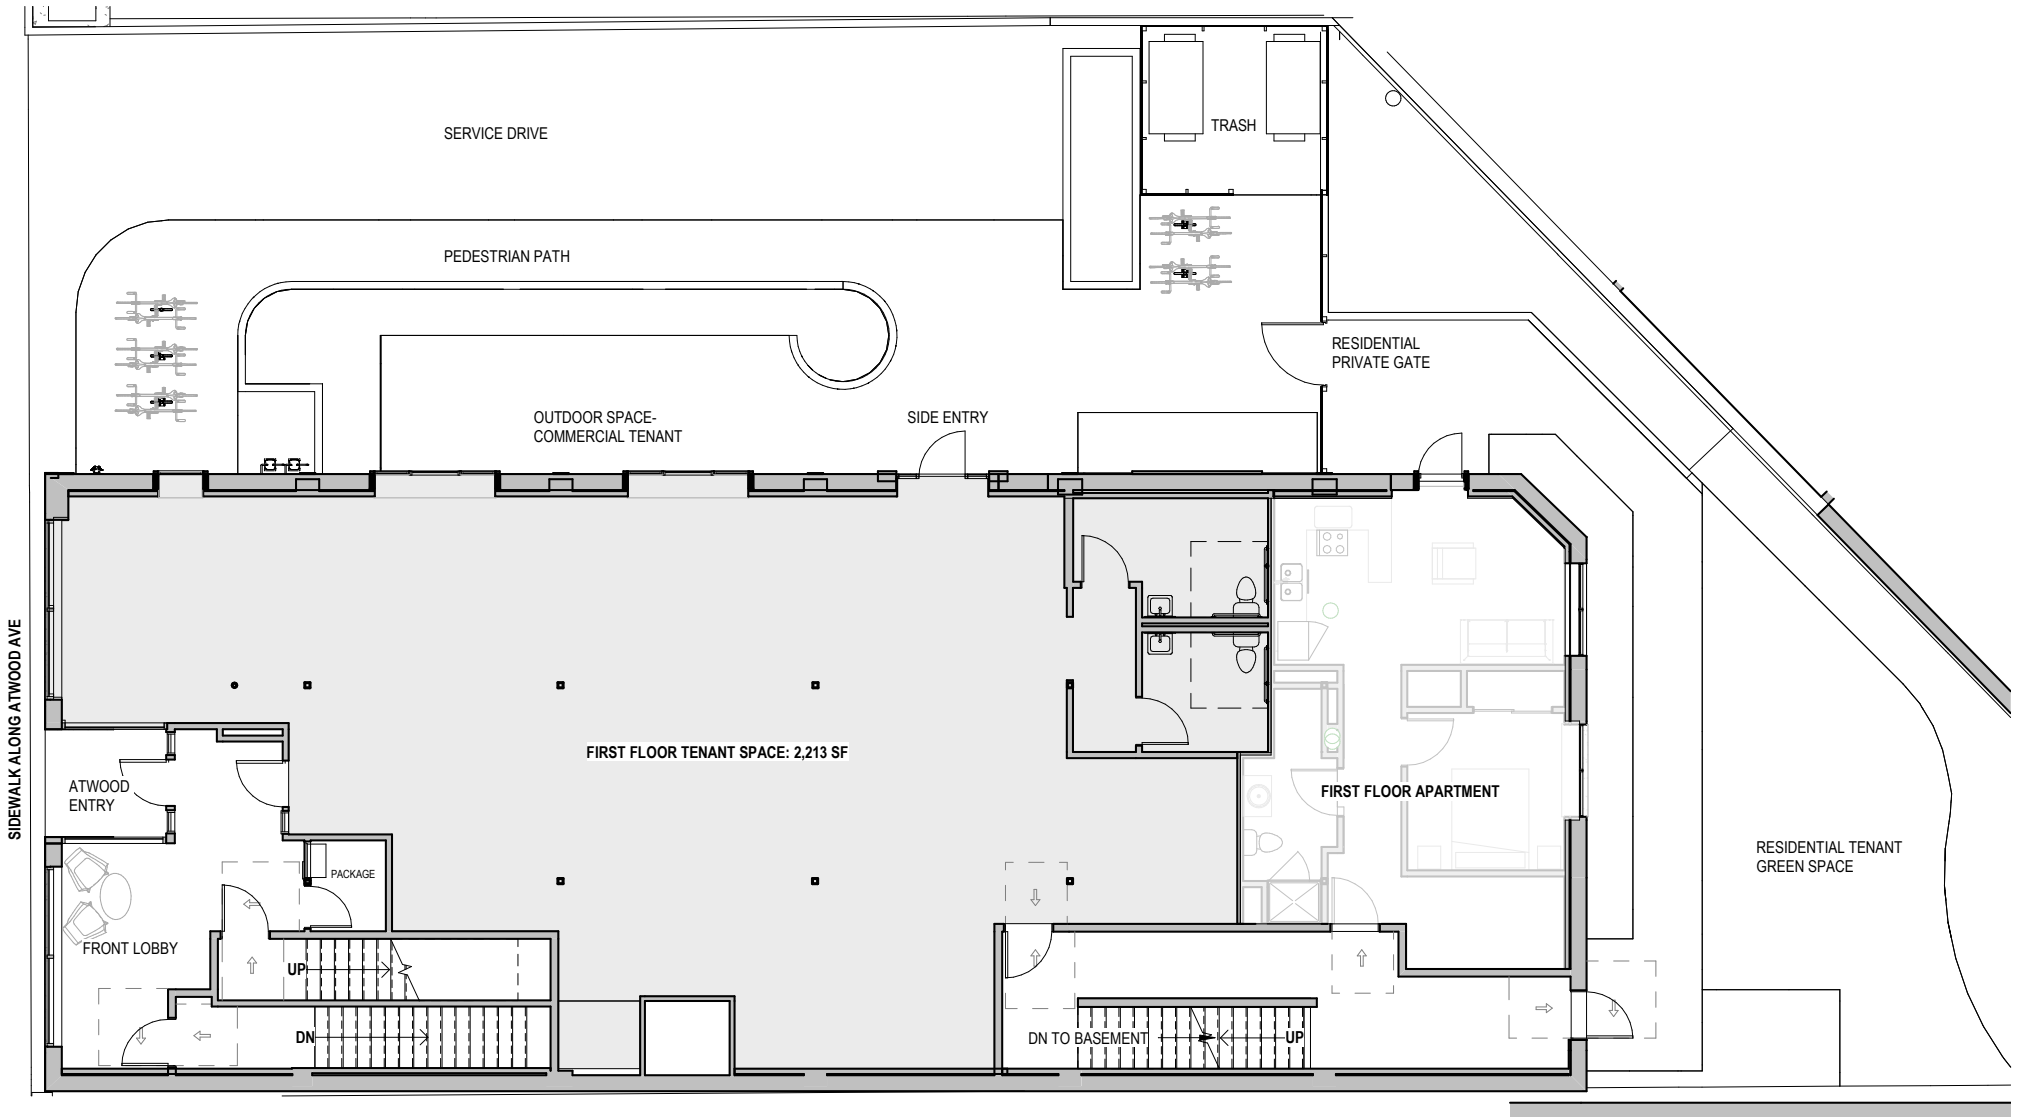 SERVICE DRIVE
TRASH
PEDESTRIAN PATH
RESIDENTIAL
PRIVATE GATE
OUTDOOR SPACE-
COMMERCIAL TENANT
SIDE ENTRY
SIDEWALK ALONG ATWOOD AVE
FIRST FLOOR TENANT SPACE: 2,213 SF
ATWOOD
ENTRY
FIRST FLOOR APARTMENT
PACKAGE
RESIDENTIAL TENANT
GREEN SPACE
FRONT LOBBY
UP
DN
DN TO BASEMENT
UP